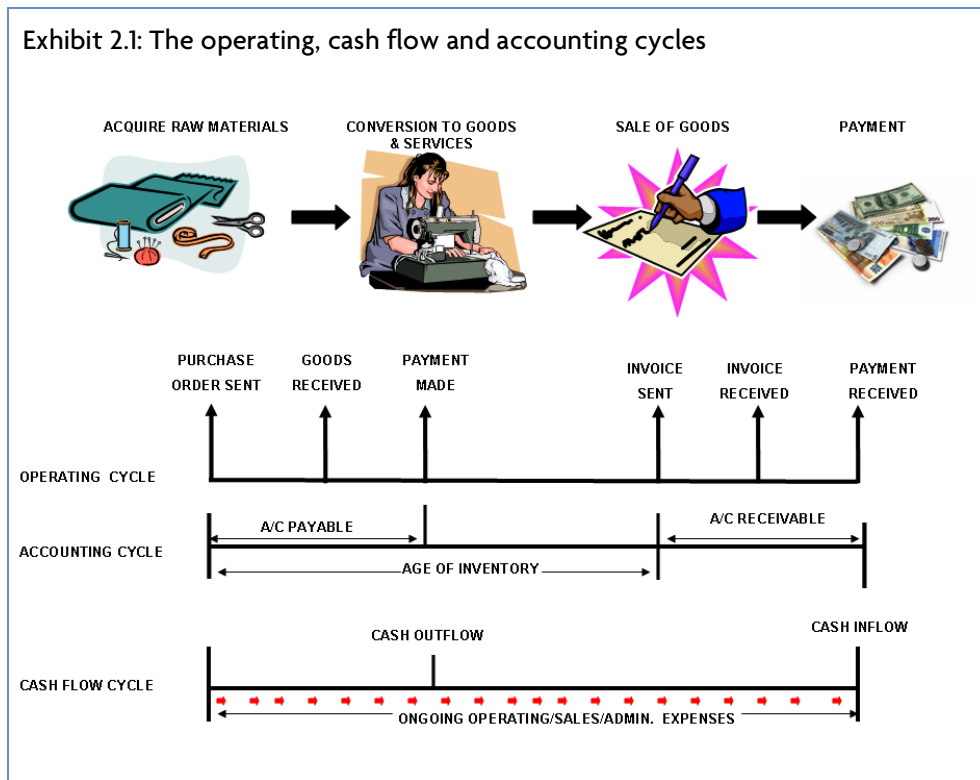 Exhibit 2.1: The operating, cash flow and accounting cycles
ACQUIRE RAW MATERIALS
CONVERSION TO GOODS
& SERVICES
SALE OF GOODS
PAYMENT
PURCHASE
ORDER SENT
GOODS
RECEIVED
PAYMENT
MADE
INVOICE
SENT
INVOICE
RECEIVED
PAYMENT
RECEIVED
OPERATING CYCLE
A/C PAYABLE
A/C RECEIVABLE
ACCOUNTING CYCLE
AGE OF INVENTORY
CASH OUTFLOW
CASH INFLOW
CASH FLOW CYCLE
ONGOING OPERATING/SALES/ADMIN. EXPENSES